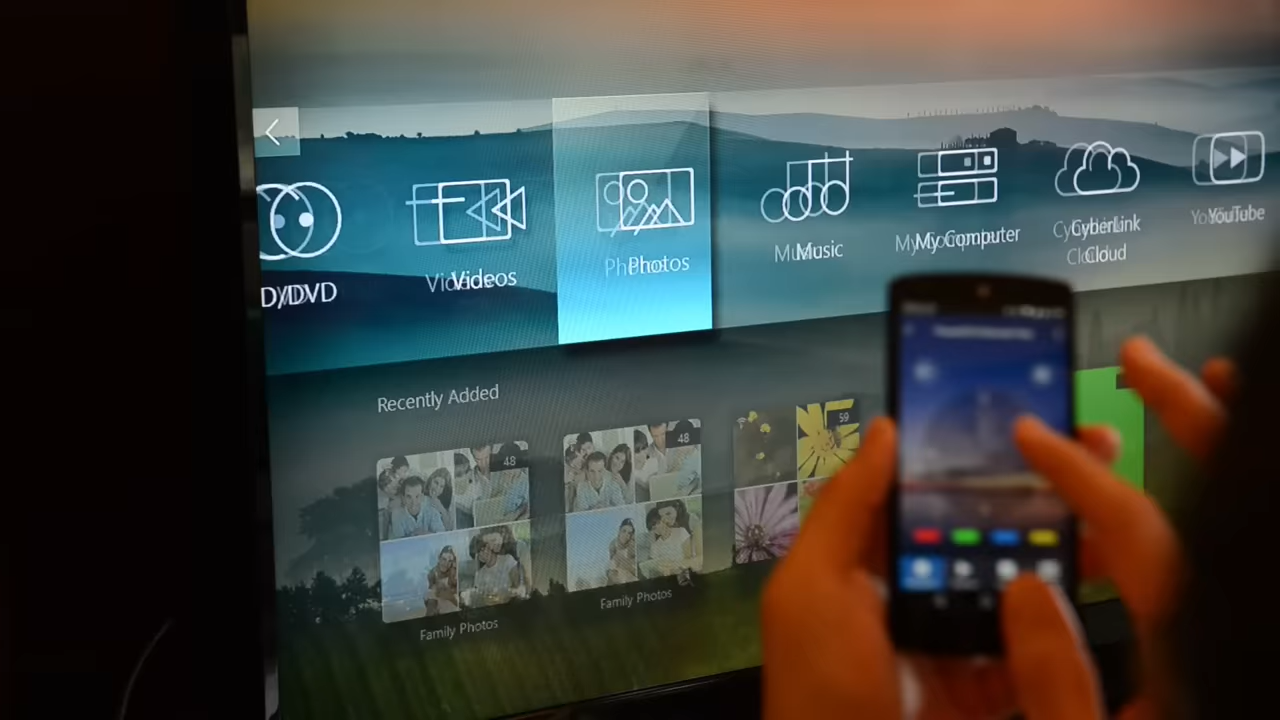 DVD
Videos
Photos
Music
My Computer
CyberLink
Cloud
YouTube
Recently Added
48
48
59
Family Photos
Family Photos